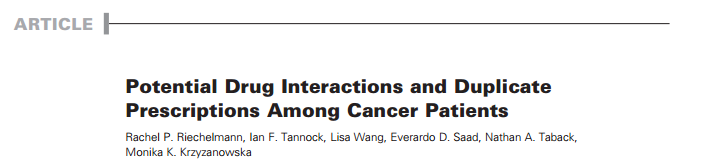 ARTICLE
Potential Drug Interactions and Duplicate
Prescriptions Among Cancer Patients
Rachel P. Riechelmann, Ian F. Tannock, Lisa Wang, Everardo D. Saad, Nathan A. Taback,
Monika K. Krzyzanowska